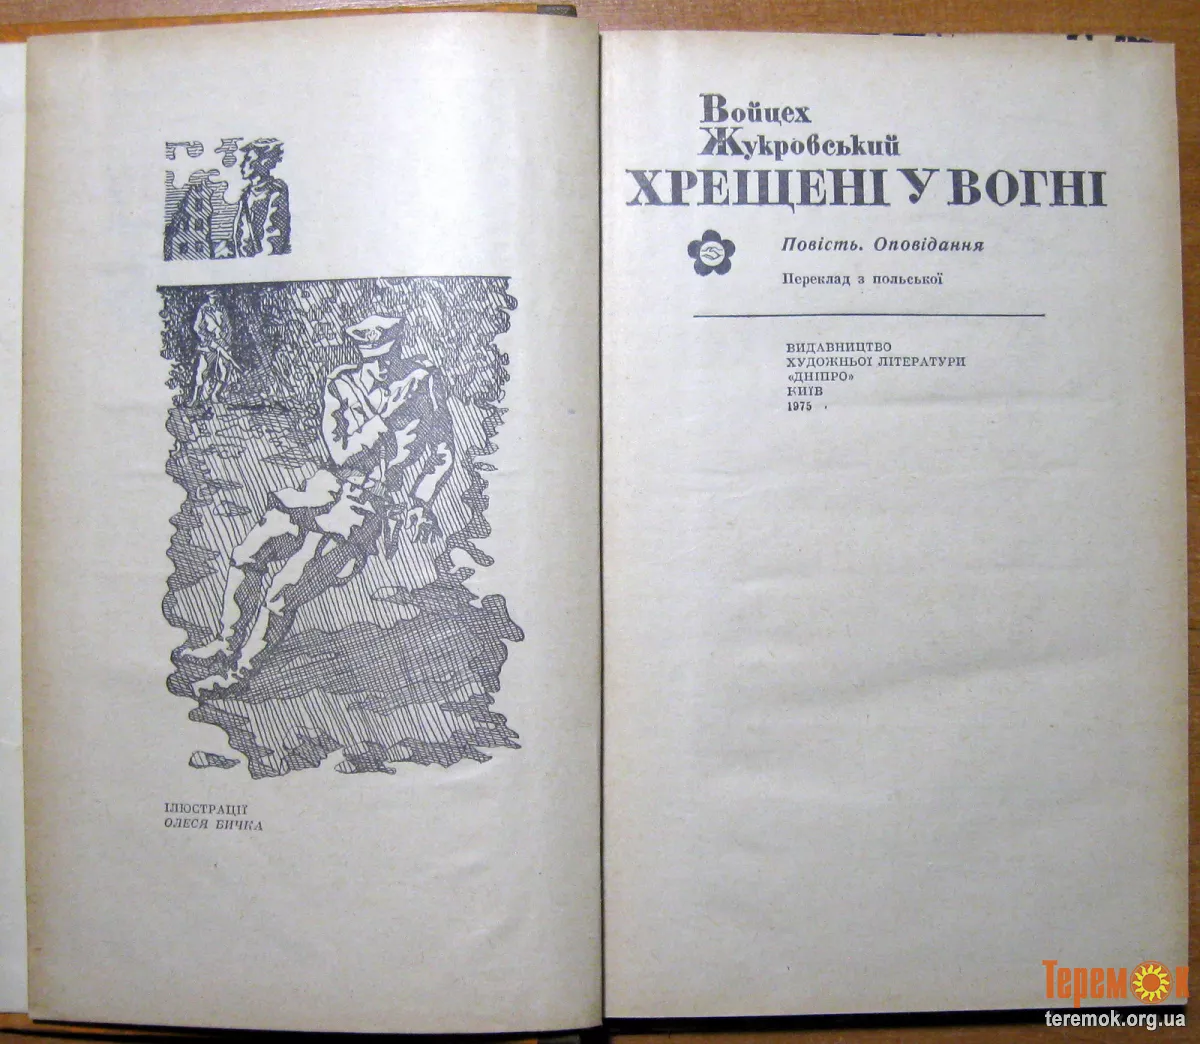 ІЛЮСТРАЦІЇ
ОЛЕСЯ БИЧКА
Войцех
Жукровський
ХРЕЩЕНІ У ВОГНІ
Повість. Оповідання
Переклад з польської
ВИДАВНИЦТВО
ХУДОЖНЬОЇ ЛІТЕРАТУРИ
«ДНІПРО»
КИЇВ
1975
Теремок
teremok.org.ua